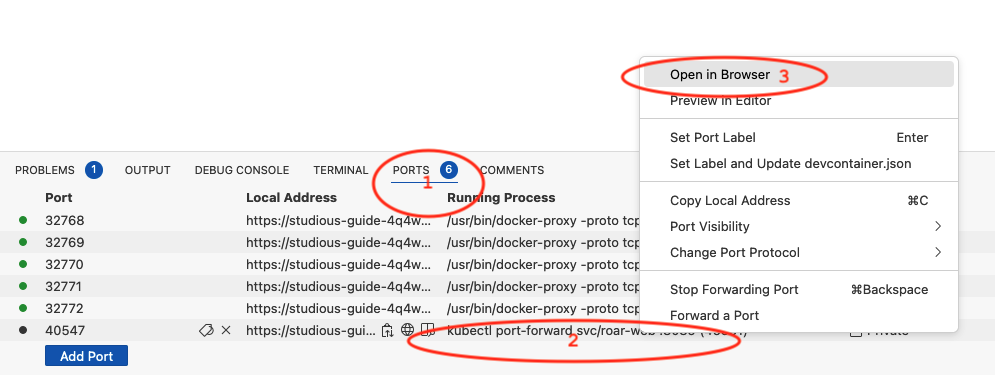 3
Open in Browser
Preview in Editor
Set Port Label Enter
Set Label and Update devcontainer.json
Copy Local Address ⌘C
Port Visibility
Change Port Protocol
Stop Forwarding Port ⌘Backspace
Forward a Port
PROBLEMS 1 OUTPUT DEBUG CONSOLE TERMINAL PORTS 6 COMMENTS
1
Port Local Address Running Process
32768 https://studious-guide-4q4w... /usr/bin/docker-proxy -proto tcp
32769 https://studious-guide-4q4w... /usr/bin/docker-proxy -proto tcp
32770 https://studious-guide-4q4w... /usr/bin/docker-proxy -proto tcp
32771 https://studious-guide-4q4w... /usr/bin/docker-proxy -proto tcp
32772 https://studious-guide-4q4w... /usr/bin/docker-proxy -proto tcp
40547 https://studious-gui... kubectl port-forward svc/roar-web Private
2
Add Port